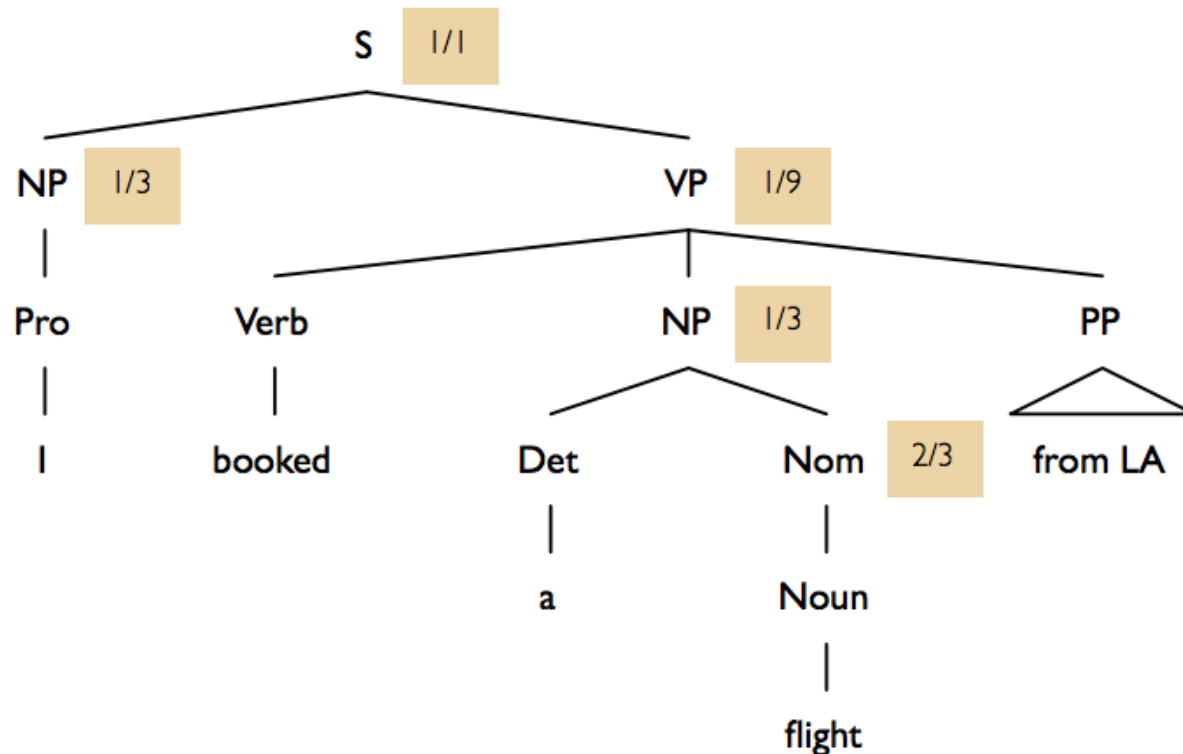 S 1/1
NP 1/3 VP 1/9
Pro Verb NP 1/3 PP
I booked Det Nom 2/3 from LA
a Noun
flight